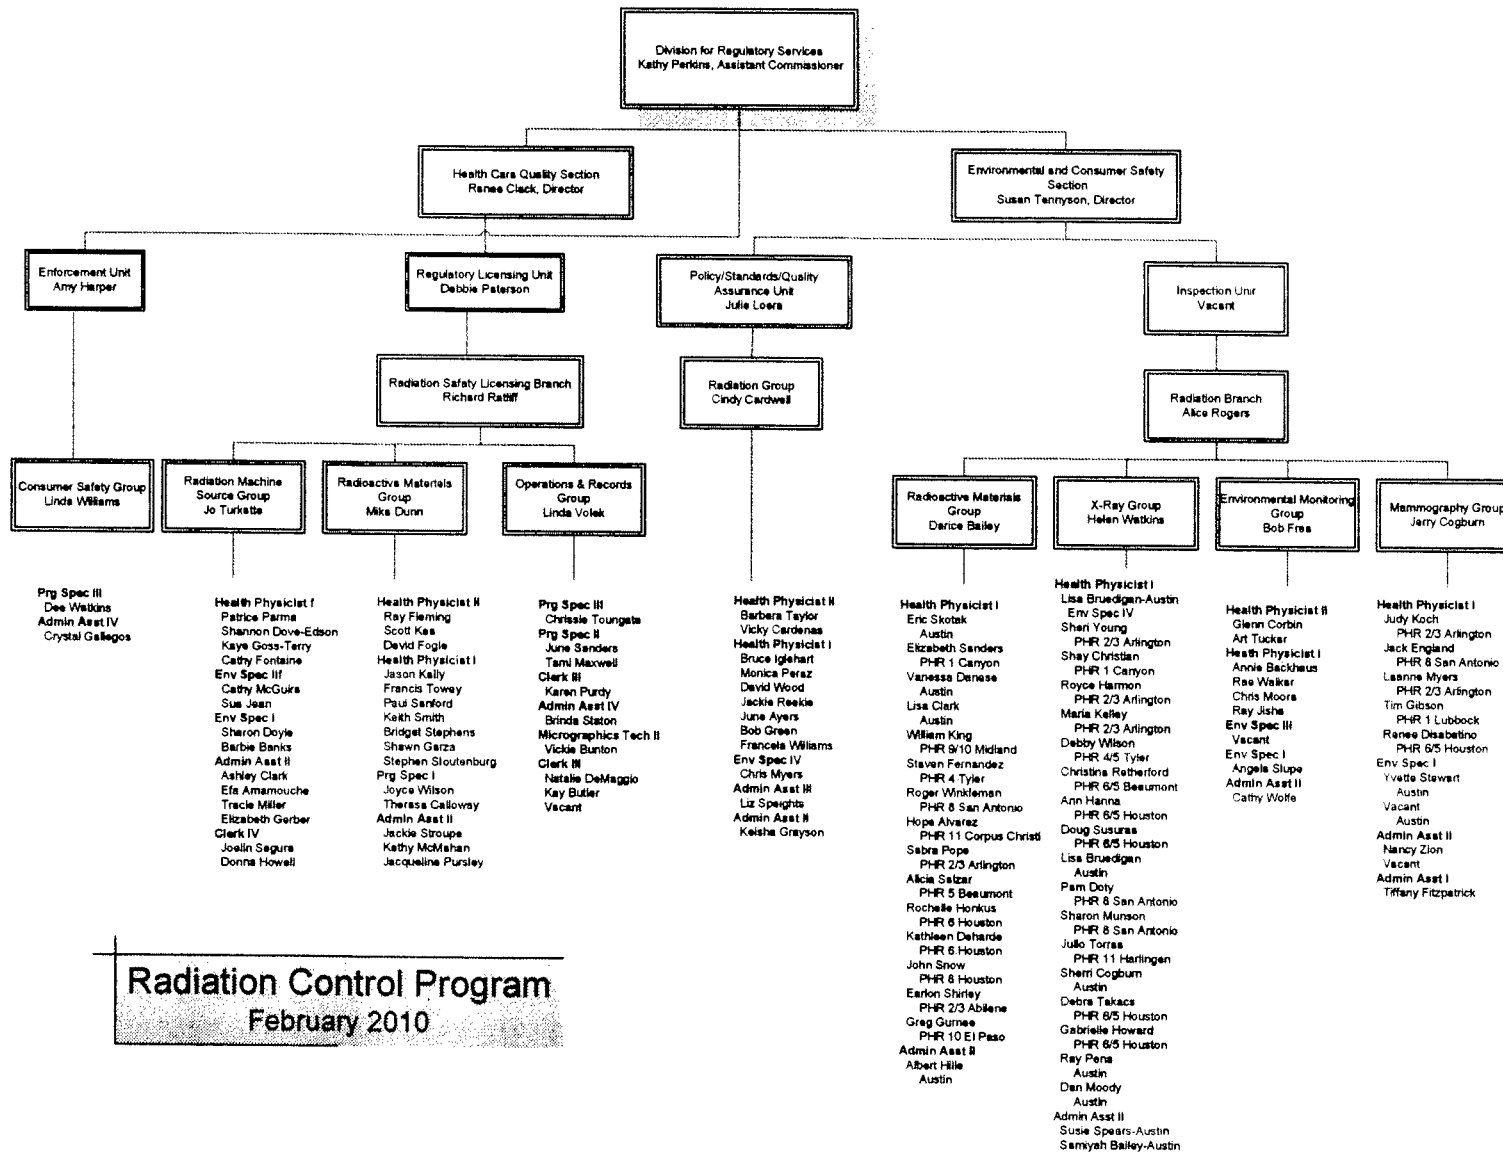 Division for Regulatory Services
Kathy Perkins, Assistant Commissioner
Health Care Quality Section
Renee Clack, Director
Environmental and Consumer Safety
Section
Susan Tennyson, Director
Enforcement Unit
Amy Harper
Regulatory Licensing Unit
Debbie Peterson
Policy/Standards/Quality
Assurance Unit
Julie Loera
Inspection Unit
Vacant
Radiation Safety Licensing Branch
Richard Ratliff
Radiation Group
Cindy Cardwell
Radiation Branch
Alice Rogers
Consumer Safety Group
Linda Williams
Radiation Machine
Source Group
Jo Turkette
Radioactive Materials
Group
Mike Dunn
Operations & Records
Group
Linda Volek
Radioactive Materials
Group
Darice Bailey
X-Ray Group
Helen Watkins
Environmental Monitoring
Group
Bob Free
Mammography Group
Jerry Cogburn
Prg Spec III
Dee Watkins
Admin Asst IV
Crystal Gallegos
Health Physicist I
Patrice Parma
Shannon Dove-Edson
Kaye Goss-Terry
Cathy Fontaine
Env Spec III
Cathy McGuire
Sue Jean
Env Spec I
Sharon Doyle
Barbie Banks
Admin Asst II
Ashley Clark
Efa Amamouche
Tracie Miller
Elizabeth Gerber
Clerk IV
Joelin Segura
Donna Howell
Health Physicist II
Ray Fleming
Scott Kee
David Fogle
Health Physicist I
Jason Kelly
Francis Towey
Paul Sanford
Keith Smith
Bridget Stephens
Shawn Garza
Stephen Sloutenburg
Prg Spec I
Joyce Wilson
Theresa Calloway
Admin Asst II
Jackie Stroupe
Kathy McMahan
Jacqueline Pursley
Prg Spec III
Chrissie Toungate
Prg Spec II
June Sanders
Tami Maxwell
Clerk III
Karen Purdy
Admin Asst IV
Brinda Staton
Micrographics Tech II
Vickie Bunton
Clerk III
Natalie DeMaggio
Kay Butler
Vacant
Health Physicist II
Barbara Taylor
Vicky Cardenas
Health Physicist I
Bruce Iglehart
Monica Perez
David Wood
Jackie Reekie
June Ayers
Bob Green
Francela Williams
Env Spec IV
Chris Myers
Admin Asst III
Liz Speights
Admin Asst II
Keisha Grayson
Health Physicist I
Eric Skotak
Austin
Elizabeth Sanders
PHR 1 Canyon
Vanessa Danese
Austin
Lisa Clark
Austin
William King
PHR 9/10 Midland
Steven Fernandez
PHR 4 Tyler
Roger Winkleman
PHR 8 San Antonio
Hope Alvarez
PHR 11 Corpus Christi
Sabra Pope
PHR 2/3 Arlington
Alicia Salzar
PHR 5 Beaumont
Rochelle Honkus
PHR 6 Houston
Kathleen Deharde
PHR 6 Houston
John Snow
PHR 6 Houston
Earlon Shirley
PHR 2/3 Abilene
Greg Gurnee
PHR 10 El Paso
Admin Asst II
Albert Hille
Austin
Health Physicist I
Lisa Bruedigan-Austin
Env Spec IV
Sheri Young
PHR 2/3 Arlington
Shay Christian
PHR 1 Canyon
Royce Harmon
PHR 2/3 Arlington
Maria Kelley
PHR 2/3 Arlington
Debby Wilson
PHR 4/5 Tyler
Christina Retherford
PHR 6/5 Beaumont
Ann Hanna
PHR 6/5 Houston
Doug Susuras
PHR 6/5 Houston
Lisa Bruedigan
Austin
Pam Doty
PHR 8 San Antonio
Sharon Munson
PHR 8 San Antonio
Julio Torres
PHR 11 Harlingen
Sherri Cogburn
Austin
Debra Takacs
PHR 6/5 Houston
Gabrielle Howard
PHR 6/5 Houston
Ray Pena
Austin
Dan Moody
Austin
Admin Asst II
Susie Spears-Austin
Samiyah Bailey-Austin
Health Physicist II
Glenn Corbin
Art Tucker
Health Physicist I
Annie Backhaus
Rae Walker
Chris Moore
Ray Jisha
Env Spec III
Vacant
Env Spec I
Angela Slupe
Admin Asst II
Cathy Wolfe
Health Physicist I
Judy Koch
PHR 2/3 Arlington
Jack England
PHR 8 San Antonio
Leanne Myers
PHR 2/3 Arlington
Tim Gibson
PHR 1 Lubbock
Renee Disabatino
PHR 6/5 Houston
Env Spec I
Yvette Stewart
Austin
Vacant
Austin
Admin Asst II
Nancy Zion
Vacant
Admin Asst I
Tiffany Fitzpatrick
Radiation Control Program
February 2010